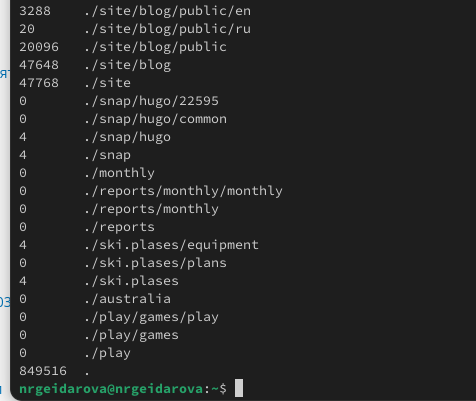 3288    ./site/blog/public/en
20      ./site/blog/public/ru
20096   ./site/blog/public
47648   ./site/blog
47768   ./site
0       ./snap/hugo/22595
0       ./snap/hugo/common
4       ./snap/hugo
4       ./snap
0       ./monthly
0       ./reports/monthly/monthly
0       ./reports/monthly
0       ./reports
4       ./ski.plases/equipment
0       ./ski.plases/plans
4       ./ski.plases
0       ./australia
0       ./play/games/play
0       ./play/games
0       ./play
849516  .
nrgeidarova@nrgeidarova:~$